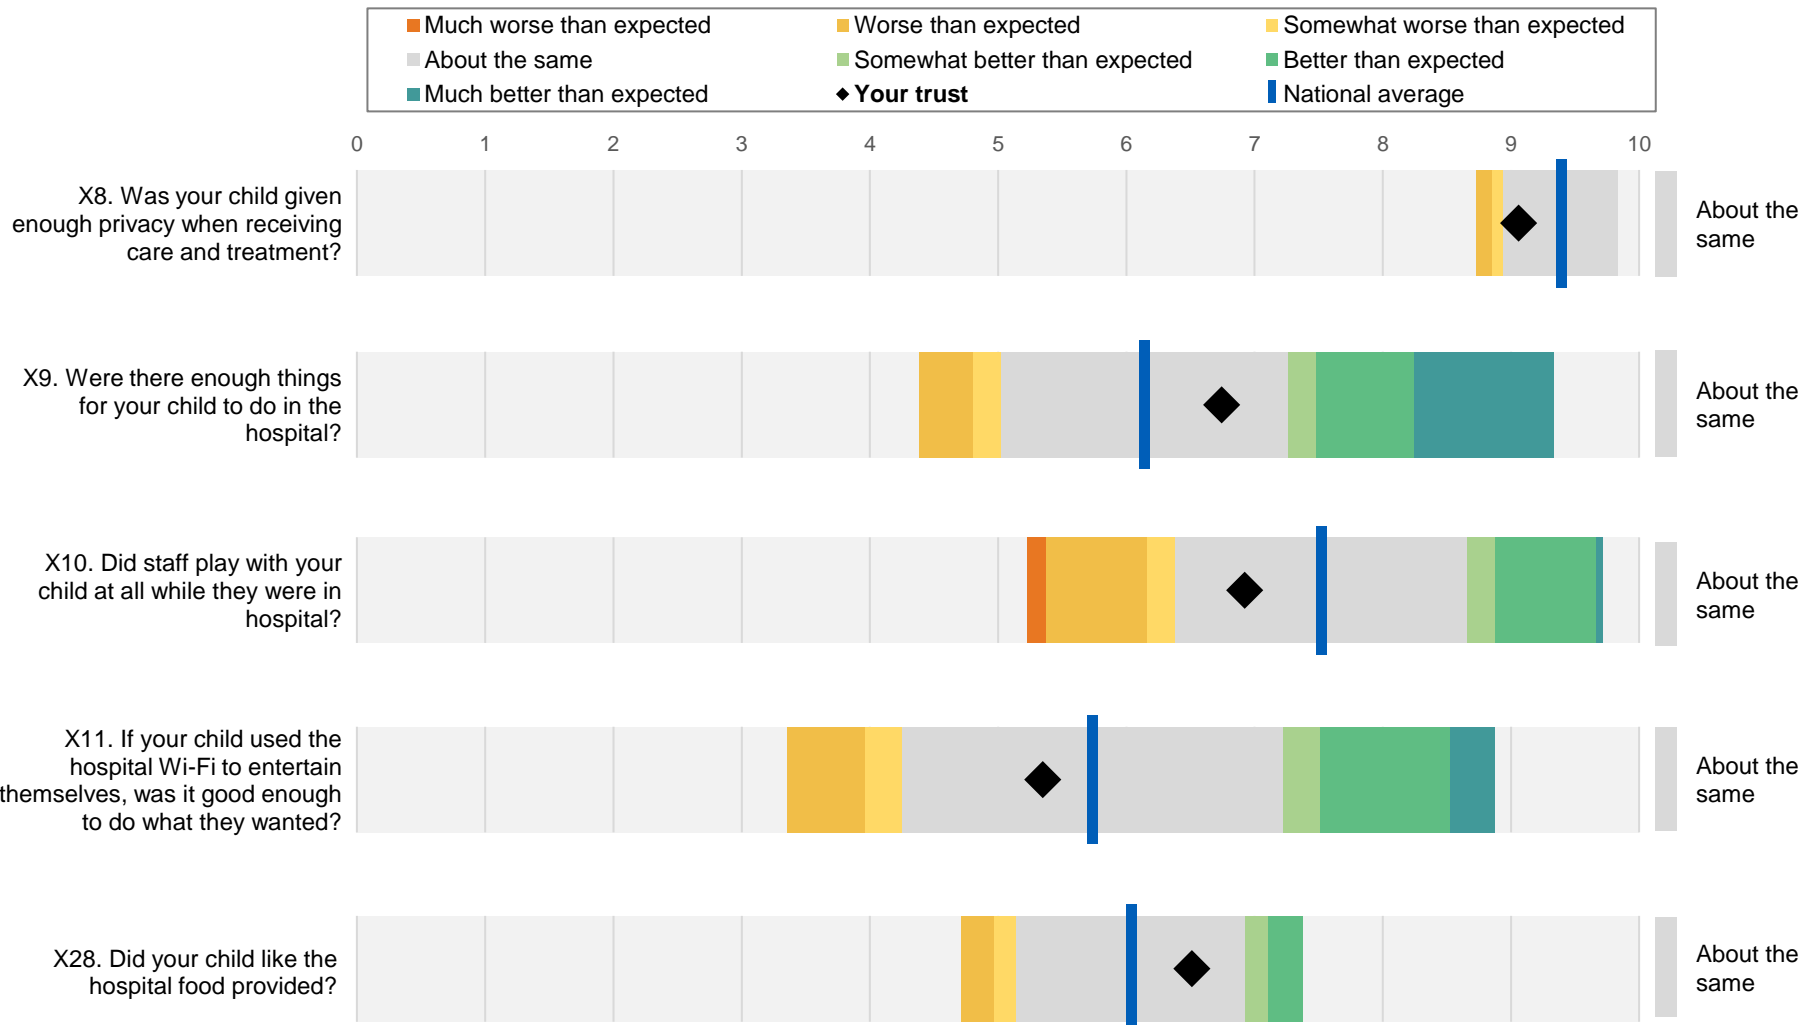 Much worse than expected
Worse than expected
Somewhat worse than expected
About the same
Somewhat better than expected
Better than expected
Much better than expected
Your trust
National average
0 1 2 3 4 5 6 7 8 9 10
X8. Was your child given
enough privacy when receiving
care and treatment?
About the
same
X9. Were there enough things
for your child to do in the
hospital?
About the
same
X10. Did staff play with your
child at all while they were in
hospital?
About the
same
X11. If your child used the
hospital Wi-Fi to entertain
themselves, was it good enough
to do what they wanted?
About the
same
X28. Did your child like the
hospital food provided?
About the
same